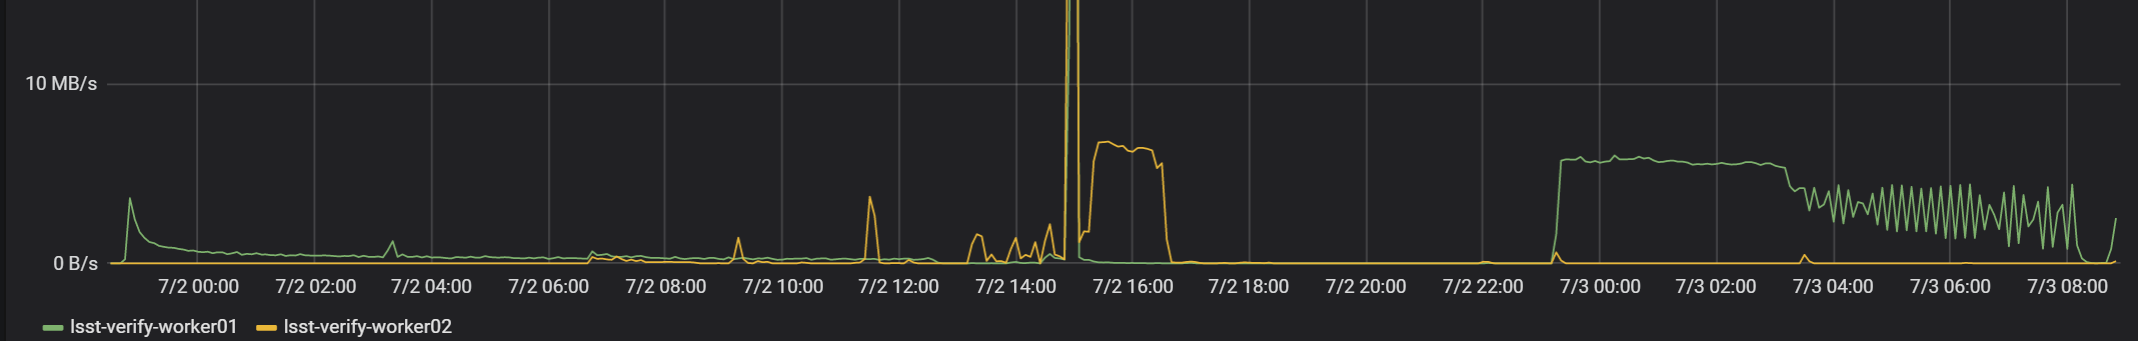 10 MB/s
0 B/s
7/2 00:00 7/2 02:00 7/2 04:00 7/2 06:00 7/2 08:00 7/2 10:00 7/2 12:00 7/2 14:00 7/2 16:00 7/2 18:00 7/2 20:00 7/2 22:00 7/3 00:00 7/3 02:00 7/3 04:00 7/3 06:00 7/3 08:00
lsst-verify-worker01 lsst-verify-worker02